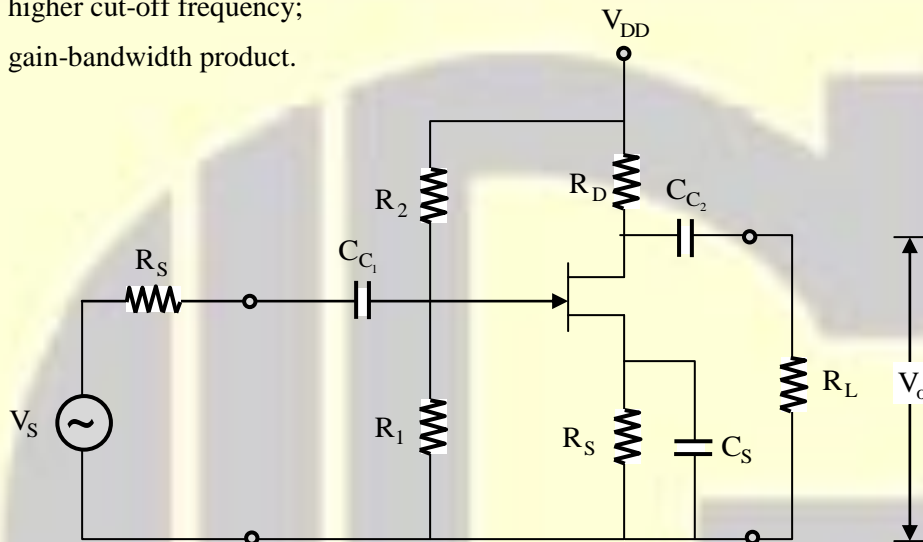 higher cut-off frequency;
gain-bandwidth product.
V_DD
R_2
R_D
C_C2
R_S
C_C1
V_S
R_1
R_S
C_S
R_L
V_o